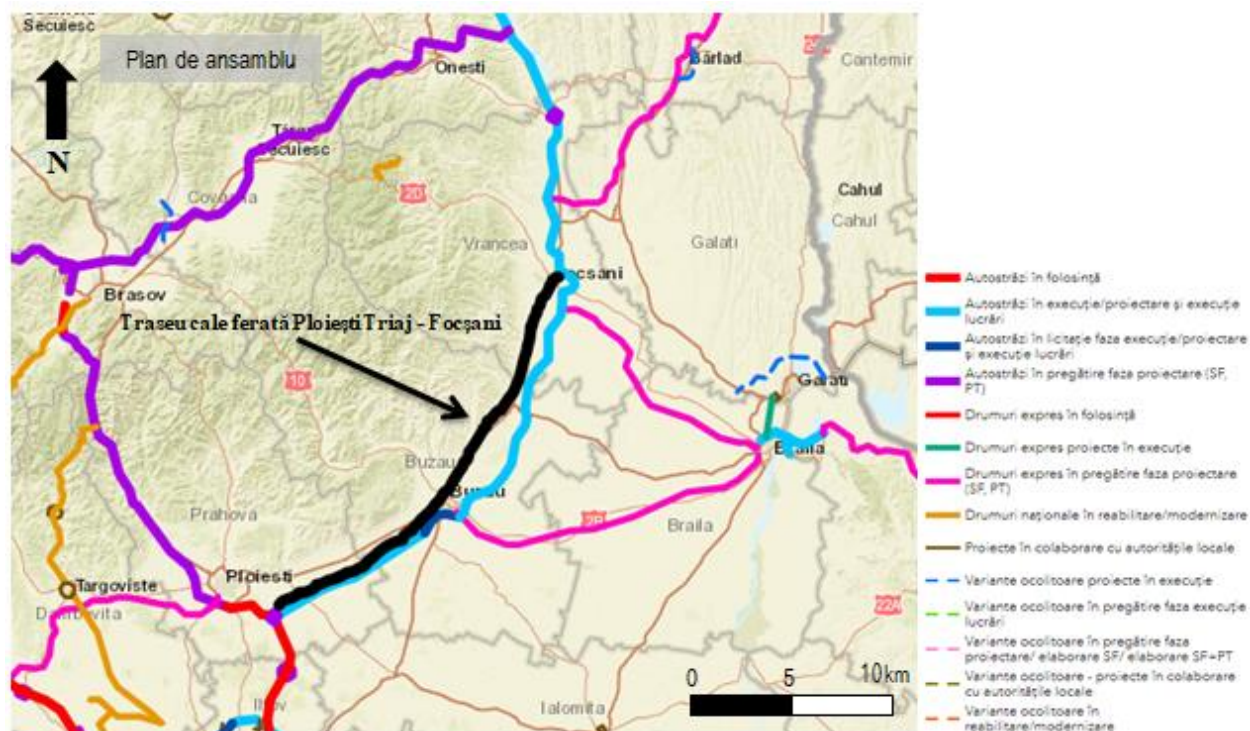 Secuiesc
Plan de ansamblu
Onesti
Bârlad
Cantemir
N
Secuiesc
2D
Cahul
Cahul
Covasna
Vrancea
Galati
Brasov
Traseu cale ferată Ploiești Triaj - Focșani
10
Galati
Braila
Buzau
Buzau
2B
Braila
Prahova
Ploiesti
Targoviste
Dambovita
22A
0 5 10km
Ilfov
Ialomita
Autostrăzi în folosință
Autostrăzi în execuție/proiectare și execuție
lucrări
Autostrăzi în licitație faza execuție/proiectare
și execuție lucrări
Autostrăzi în pregătire faza proiectare (SF,
PT)
Drumuri expres în folosință
Drumuri expres proiecte în execuție
Drumuri expres în pregătire faza proiectare
(SF, PT)
Drumuri naționale în reabilitare/modernizare
Proiecte în colaborare cu autoritățile locale
Variante ocolitoare proiecte în execuție
Variante ocolitoare în pregătire faza execuție
lucrări
Variante ocolitoare în pregătire faza
proiectare/ elaborare SF/ elaborare SF+PT
Variante ocolitoare - proiecte în colaborare
cu autoritățile locale
Variante ocolitoare în
reabilitare/modernizare